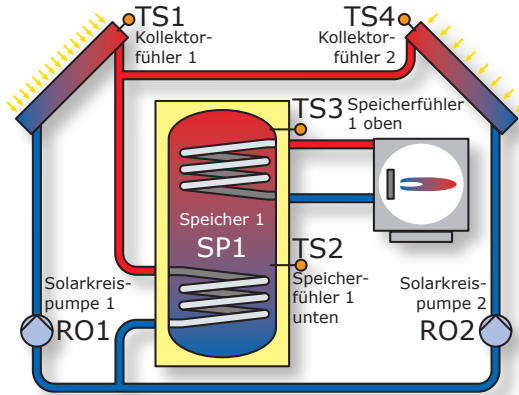 TS1
Kollektor-
fühler 1
TS4
Kollektor-
fühler 2
TS3 Speicherfühler
1 oben
Speicher 1
SP1
TS2
Speicher-
fühler 1
unten
Solarkreis-
pumpe 1
RO1
Solarkreis-
pumpe 2
RO2